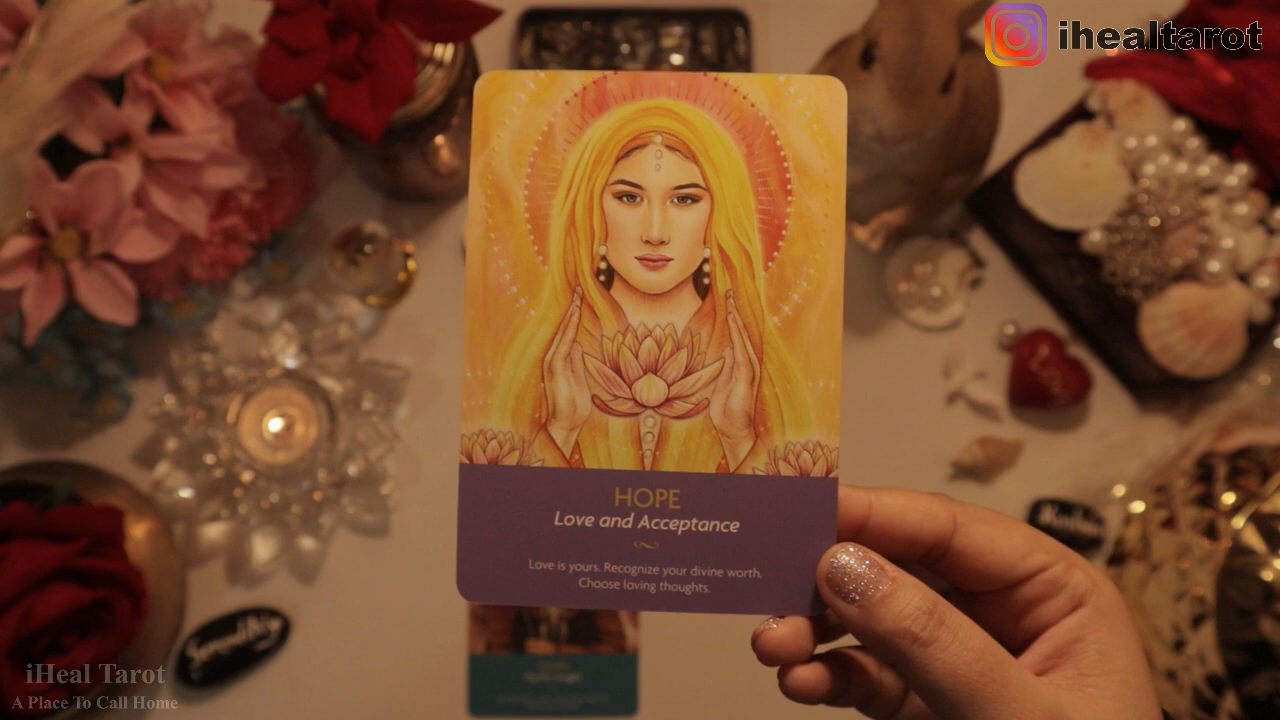 ihealtarot
HOPE
Love and Acceptance
Love is yours. Recognize your divine worth.
Choose loving thoughts.
iHeal Tarot
A Place To Call Home